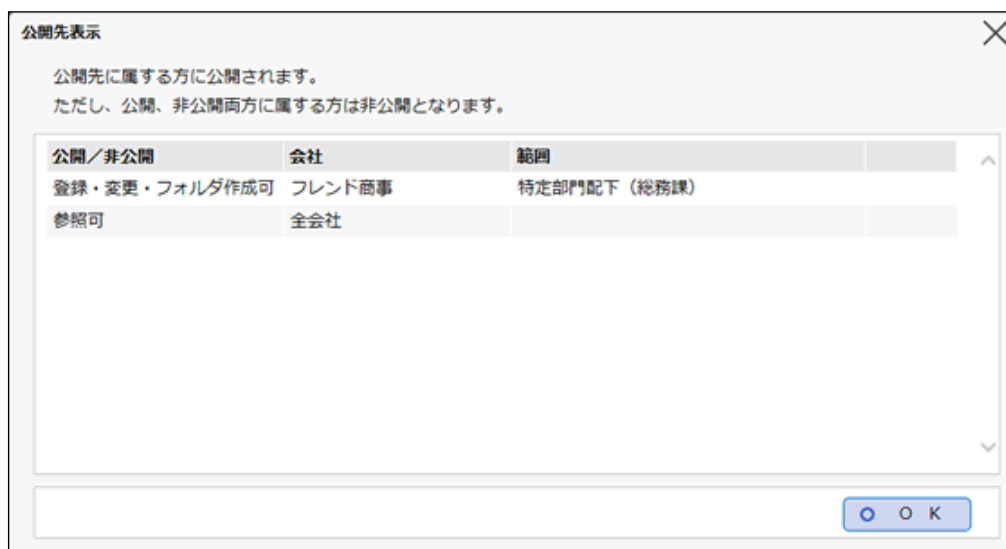 公開先表示
公開先に属する方に公開されます。
ただし、公開、非公開両方に属する方は非公開となります。
公開／非公開 会社 範囲
登録・変更・フォルダ作成可 フレンド商事 特定部門配下（総務課）
参照可 全会社
O K